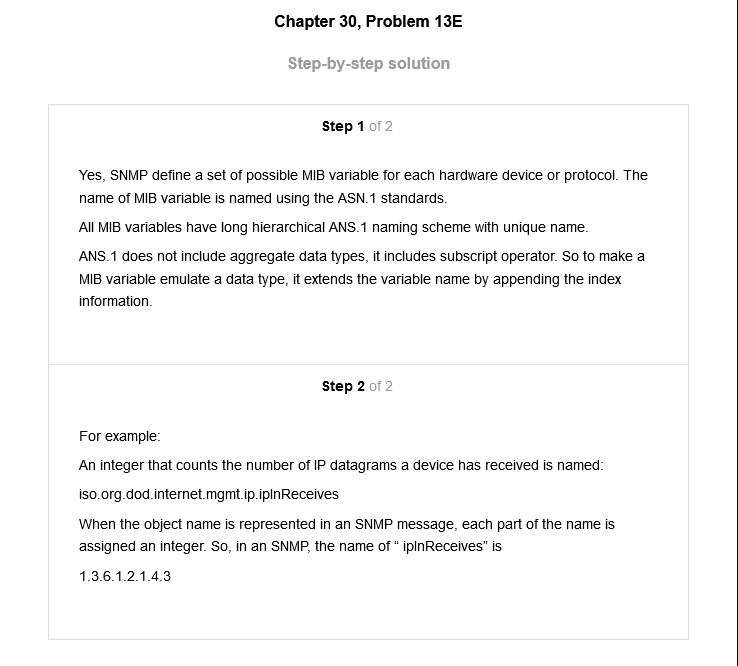 Chapter 30, Problem 13E
Step-by-step solution
Step 1 of 2
Yes, SNMP define a set of possible MIB variable for each hardware device or protocol. The
name of MIB variable is named using the ASN.1 standards.
All MIB variables have long hierarchical ANS.1 naming scheme with unique name.
ANS.1 does not include aggregate data types, it includes subscript operator. So to make a
MIB variable emulate a data type, it extends the variable name by appending the index
information.
Step 2 of 2
For example:
An integer that counts the number of IP datagrams a device has received is named:
iso.org.dod.internet.mgmt.ip.ipInReceives
When the object name is represented in an SNMP message, each part of the name is
assigned an integer. So, in an SNMP, the name of “ ipInReceives” is
1.3.6.1.2.1.4.3